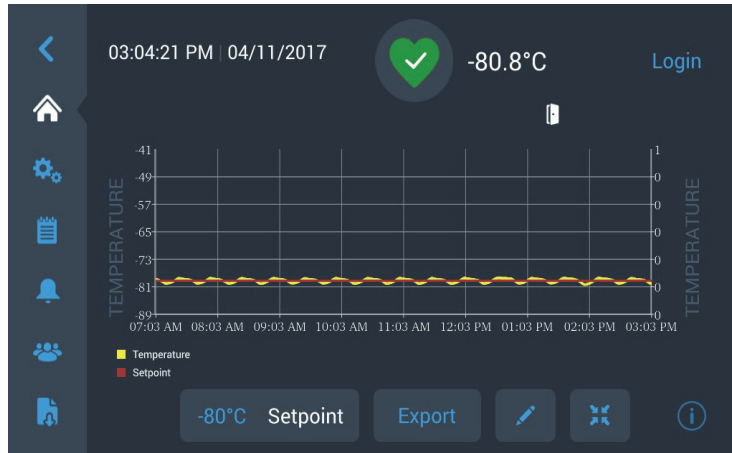 03:04:21 PM | 04/11/2017
-80.8°C
Login
TEMPERATURE
-41
-49
-57
-65
-73
-81
-89
1
0
0
0
0
0
0
TEMPERATURE
07:03 AM 08:03 AM 09:03 AM 10:03 AM 11:03 AM 12:03 PM 01:03 PM 02:03 PM 03:03 PM
Temperature
Setpoint
-80°C Setpoint
Export
i